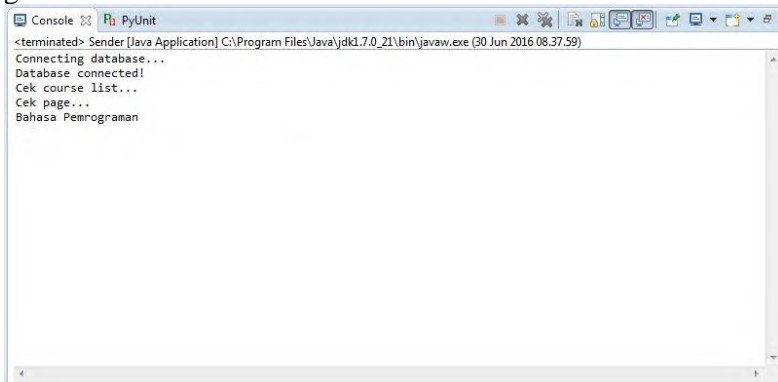 Console PyUnit
<terminated> Sender [Java Application] C:\Program Files\Java\jdk1.7.0_21\bin\javaw.exe (30 Jun 2016 08.37.59)
Connecting database...
Database connected!
Cek course list...
Cek page...
Bahasa Pemrograman